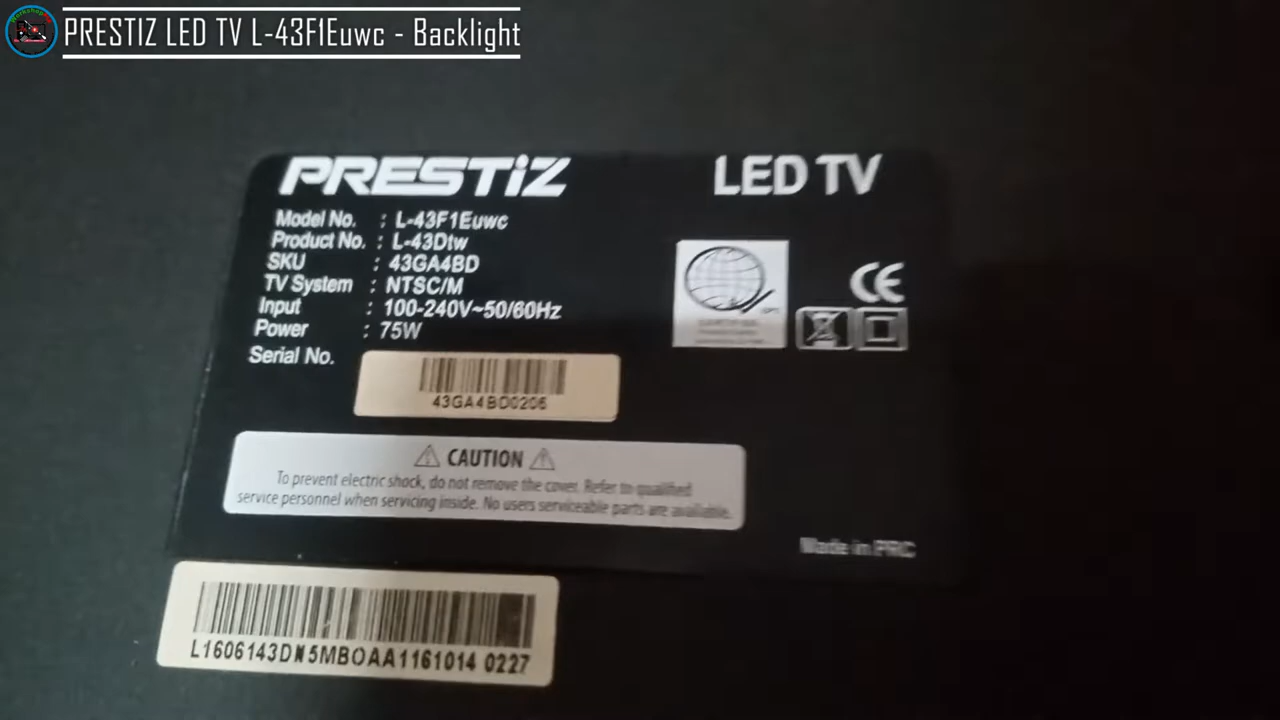 PRESTIZ LED TV L-43F1Euwc - Backlight
PRESTiZ
LED TV
Model No. : L-43F1Euwc
Product No. : L-43Dtw
SKU : 43GA4BD
TV System : NTSC/M
Input : 100-240V~50/60Hz
Power : 75W
Serial No.
43GA4BD0206
CE
⚠ CAUTION ⚠
To prevent electric shock, do not remove the cover. Refer to qualified
service personnel when servicing inside. No users serviceable parts are available.
Made in PRC
L1606143DN5MBOAA1161014 0227